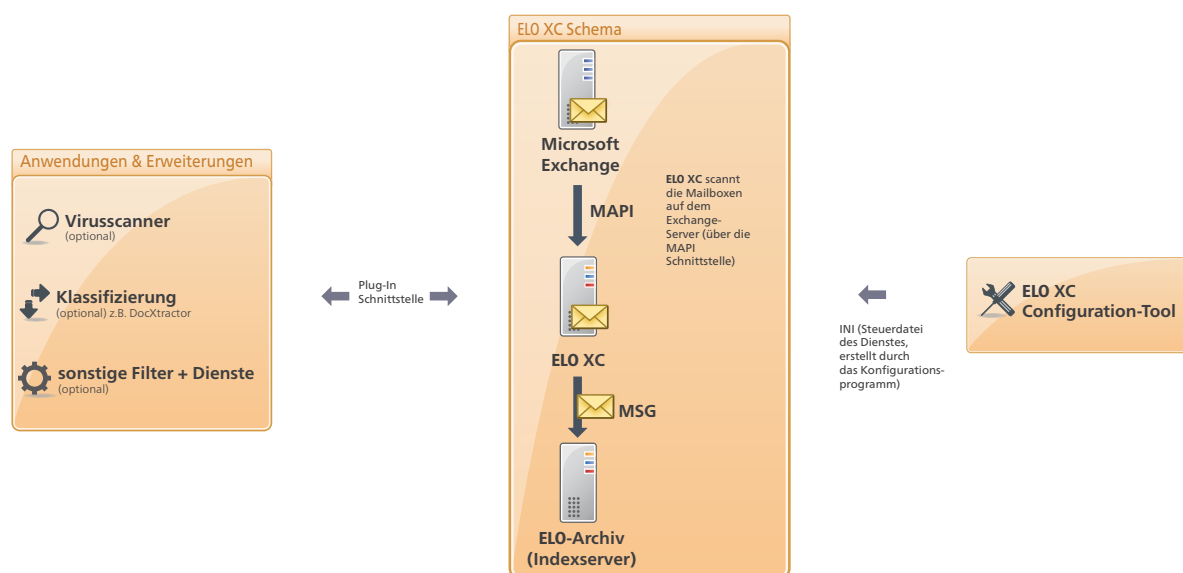 Anwendungen & Erweiterungen
Virusscanner
(optional)
Klassifizierung
(optional) z.B. DocXtractor
sonstige Filter + Dienste
(optional)
Plug-In
Schnittstelle
ELO XC Schema
Microsoft
Exchange
MAPI
ELO XC scannt
die Mailboxen
auf dem
Exchange-
Server (über die
MAPI
Schnittstelle)
ELO XC
MSG
ELO-Archiv
(Indexserver)
INI (Steuerdatei
des Dienstes,
erstellt durch
das Konfigurations-
programm)
ELO XC
Configuration-Tool